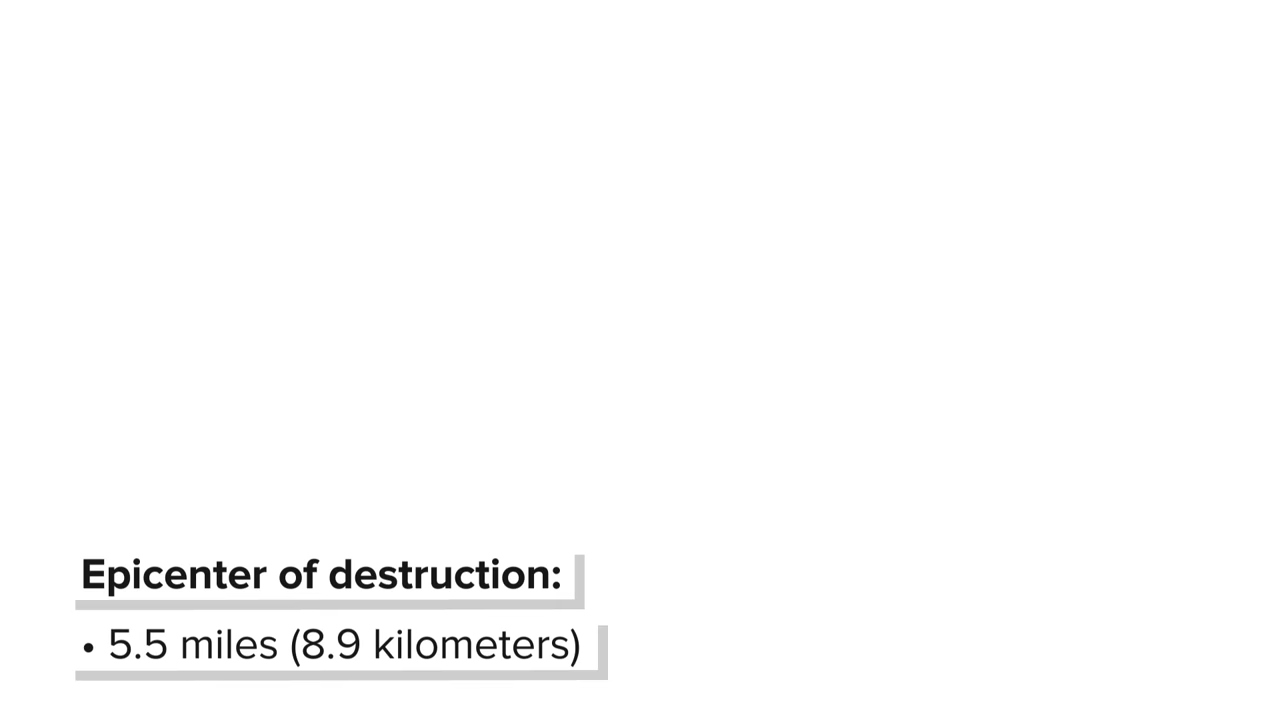 Epicenter of destruction:
• 5.5 miles (8.9 kilometers)